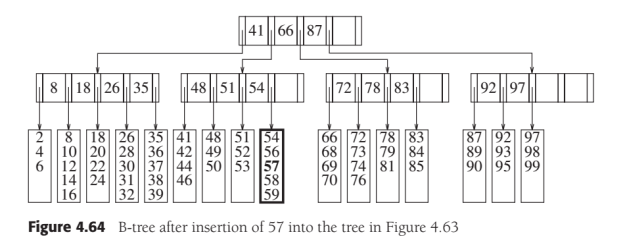 41 66 87
8 18 26 35 48 51 54 72 78 83 92 97
2 8 18 26 35 41 48 51 54 66 72 78 83 87 92 97
4 10 20 28 36 42 49 52 56 68 73 79 84 89 93 98
6 12 22 30 37 44 50 53 57 69 74 81 85 90 95 99
14 24 31 38 46 58 70 76
16 32 39 59
Figure 4.64 B-tree after insertion of 57 into the tree in Figure 4.63